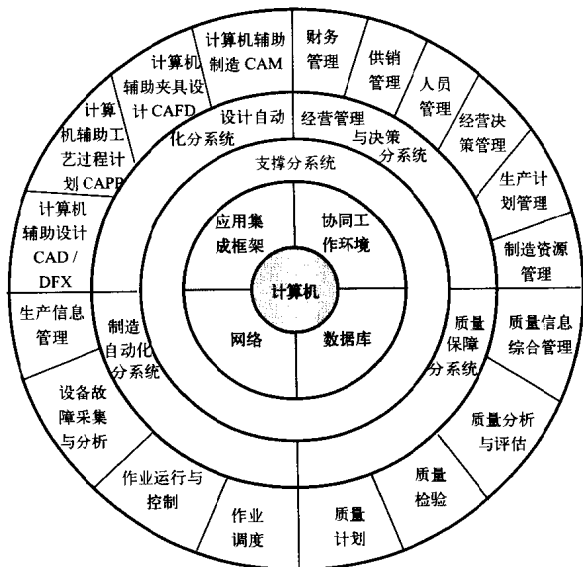 计算机辅助
制造 CAM
财务
管理
供销
管理
人员
管理
经营决
策管理
生产计
划管理
制造资源
管理
计算机
辅助夹具设
计 CAFD
计算
机辅助工
艺过程计
划 CAPP
计算机
辅助设计
CAD /
DFX
设计自动
化分系统
经营管理
与决策
分系统
支撑分系统
应用集
成框架
协同工
作环境
计算机
网络
数据库
制造
自动化
分系统
质量
保障
分系统
生产信息
管理
设备故
障采集
与分析
作业运行与
控制
作业
调度
质量
计划
质量
检验
质量分析
与评估
质量信息
综合管理